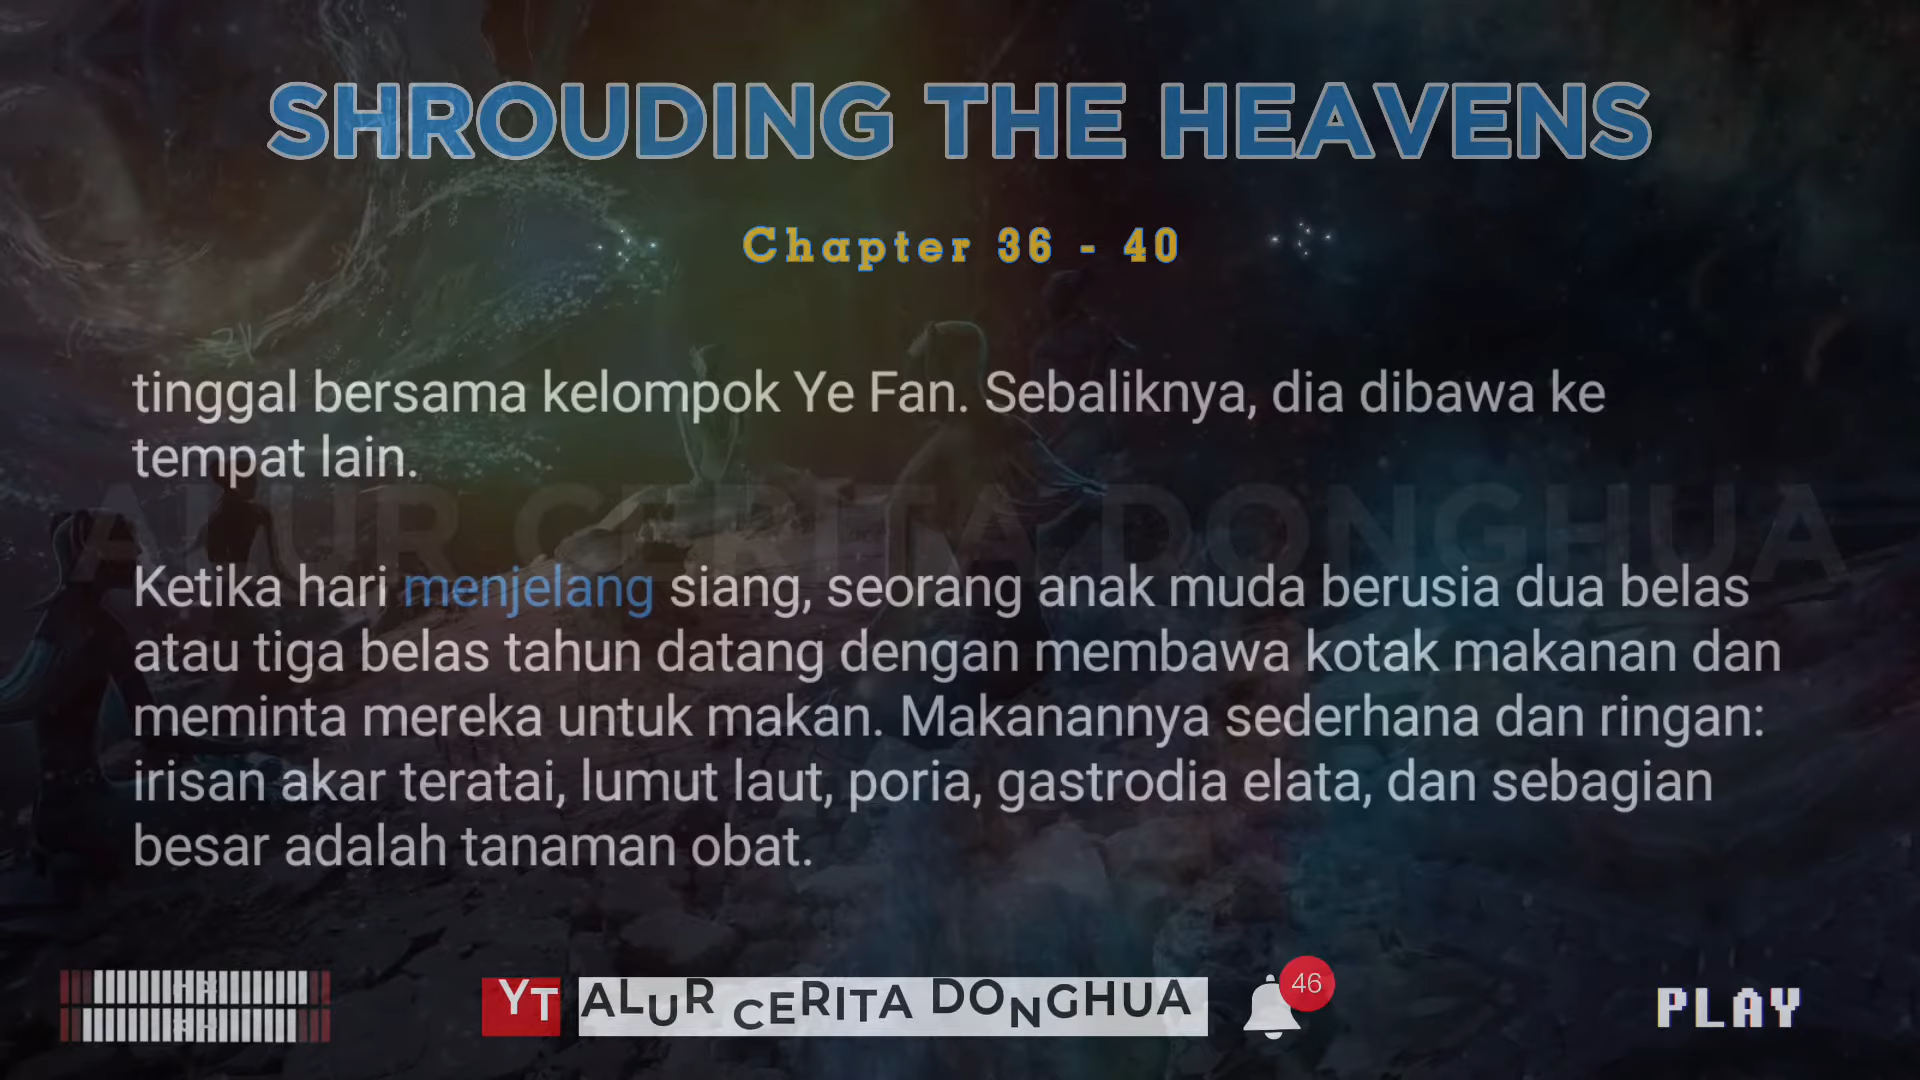 SHROUDING THE HEAVENS
Chapter 36 - 40
tinggal bersama kelompok Ye Fan. Sebaliknya, dia dibawa ke
tempat lain.
ALUR CERITA DONGHUA
Ketika hari menjelang siang, seorang anak muda berusia dua belas
atau tiga belas tahun datang dengan membawa kotak makanan dan
meminta mereka untuk makan. Makanannya sederhana dan ringan:
irisan akar teratai, lumut laut, poria, gastrodia elata, dan sebagian
besar adalah tanaman obat.
YT ALUR CERITA DONGHUA
46
PLAY